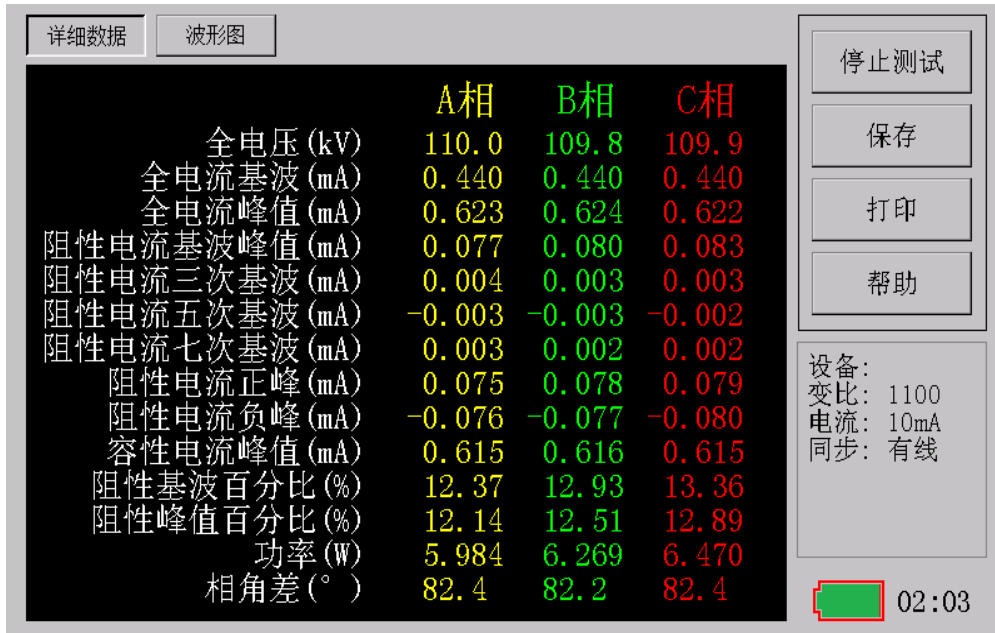 详细数据 波形图
A相 B相 C相
全电压(kV) 110.0 109.8 109.9
全电流基波(mA) 0.440 0.440 0.440
全电流峰值(mA) 0.623 0.624 0.622
阻性电流基波峰值(mA) 0.077 0.080 0.083
阻性电流三次基波(mA) 0.004 0.003 0.003
阻性电流五次基波(mA) -0.003 -0.003 -0.002
阻性电流七次基波(mA) 0.003 0.002 0.002
阻性电流正峰(mA) 0.075 0.078 0.079
阻性电流负峰(mA) -0.076 -0.077 -0.080
容性电流峰值(mA) 0.615 0.616 0.615
阻性基波百分比(%) 12.37 12.93 13.36
阻性峰值百分比(%) 12.14 12.51 12.89
功率(W) 5.984 6.269 6.470
相角差(° ) 82.4 82.2 82.4
停止测试
保存
打印
帮助
设备:
变比: 1100
电流: 10mA
同步: 有线
02:03